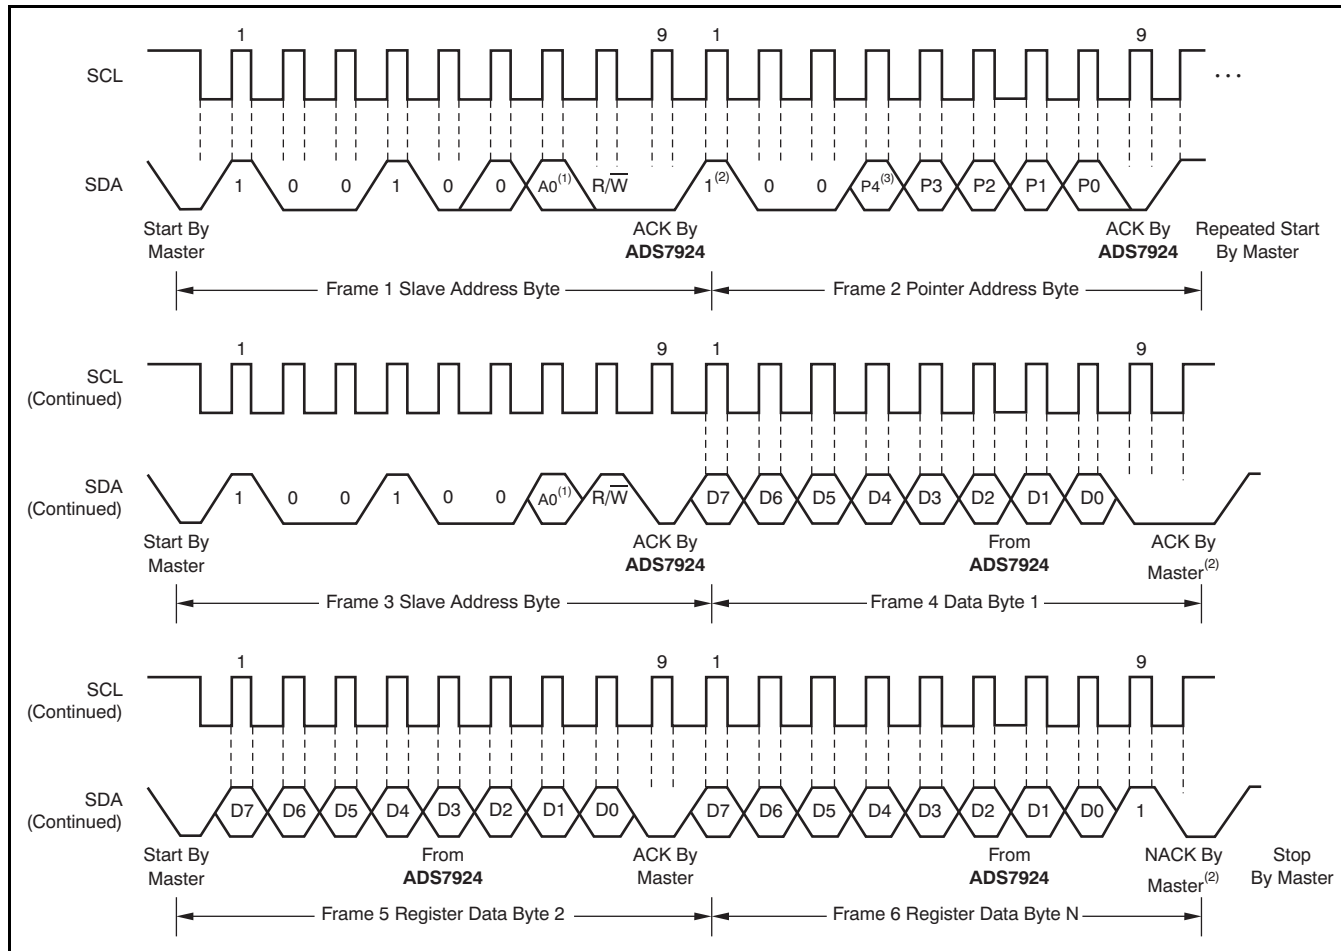 1 9 1 9
SCL ...
SDA 1 0 0 1 0 0 A0(1) R/W̅ 1(2) 0 0 P4(3) P3 P2 P1 P0
Start By Master
ACK By ADS7924
ACK By ADS7924
Repeated Start By Master
Frame 1 Slave Address Byte
Frame 2 Pointer Address Byte
1 9 1 9
SCL (Continued)
SDA (Continued) 1 0 0 1 0 0 A0(1) R/W̅ D7 D6 D5 D4 D3 D2 D1 D0
Start By Master
ACK By ADS7924
From ADS7924
ACK By Master(2)
Frame 3 Slave Address Byte
Frame 4 Data Byte 1
1 9 1 9
SCL (Continued)
SDA (Continued) D7 D6 D5 D4 D3 D2 D1 D0 D7 D6 D5 D4 D3 D2 D1 D0 1
Start By Master
From ADS7924
ACK By Master
From ADS7924
NACK By Master(2)
Stop By Master
Frame 5 Register Data Byte 2
Frame 6 Register Data Byte N